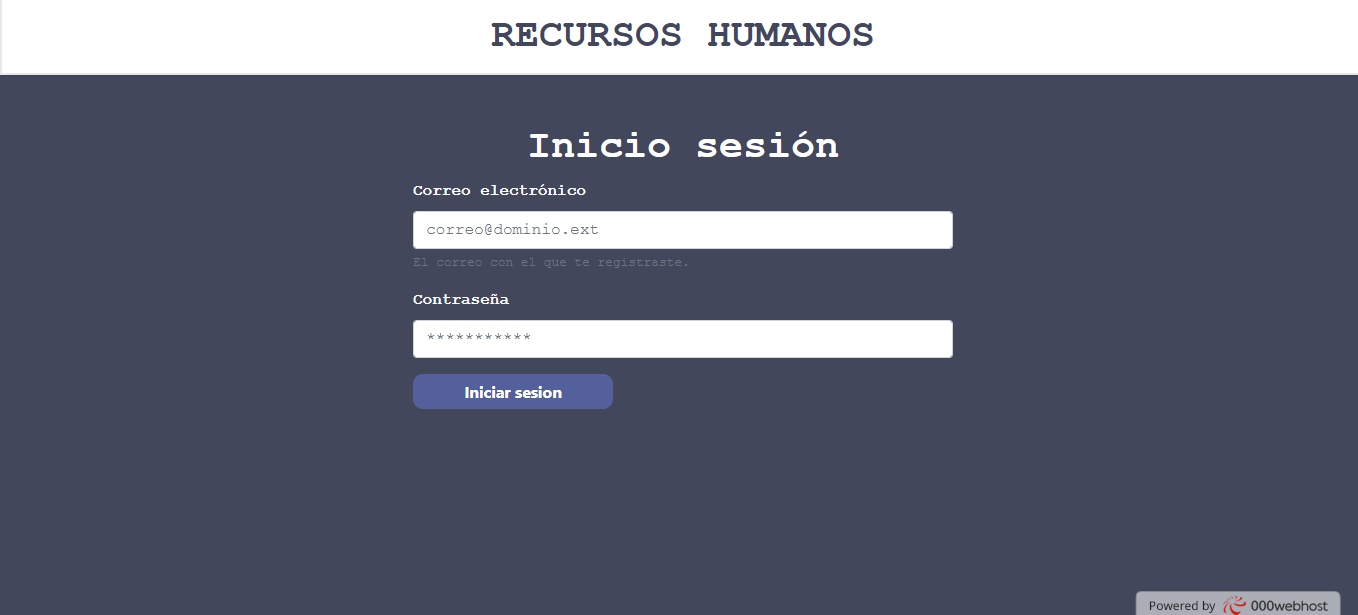 RECURSOS HUMANOS
Inicio sesión
Correo electrónico
correo@dominio.ext
El correo con el que te registraste.
Contraseña
***********
Iniciar sesion
Powered by 000webhost